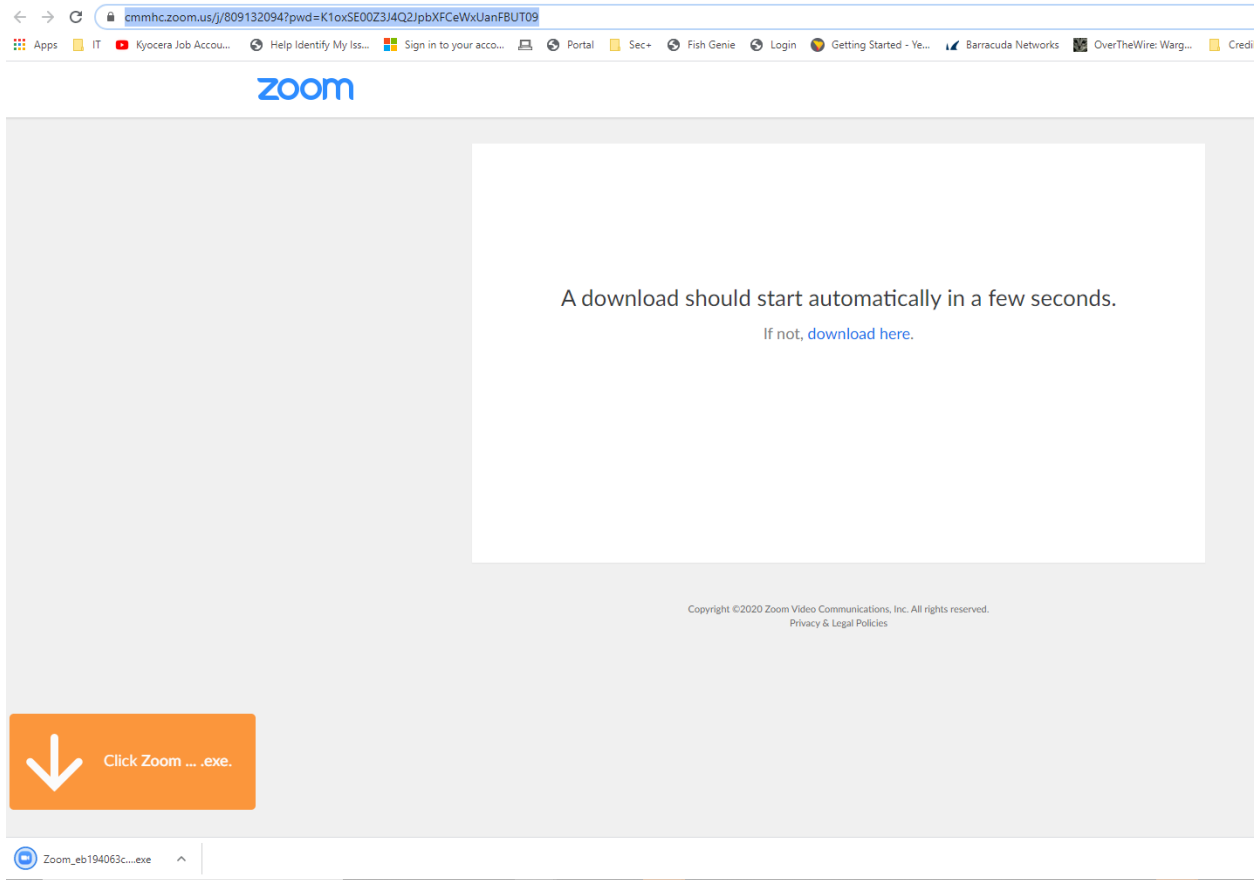 cmmhc.zoom.us/j/809132094?pwd=K1oxSE00Z3J4Q2JpbXFCeWxUanFBUT09
Apps IT Kyocera Job Accou... Help Identify My Iss... Sign in to your acco... Portal Sec+ Fish Genie Login Getting Started - Ye... Barracuda Networks OverTheWire: Warg... Credi
zoom
A download should start automatically in a few seconds.
If not, download here.
Copyright ©2020 Zoom Video Communications, Inc. All rights reserved.
Privacy & Legal Policies
Click Zoom ... .exe.
Zoom_eb194063c....exe